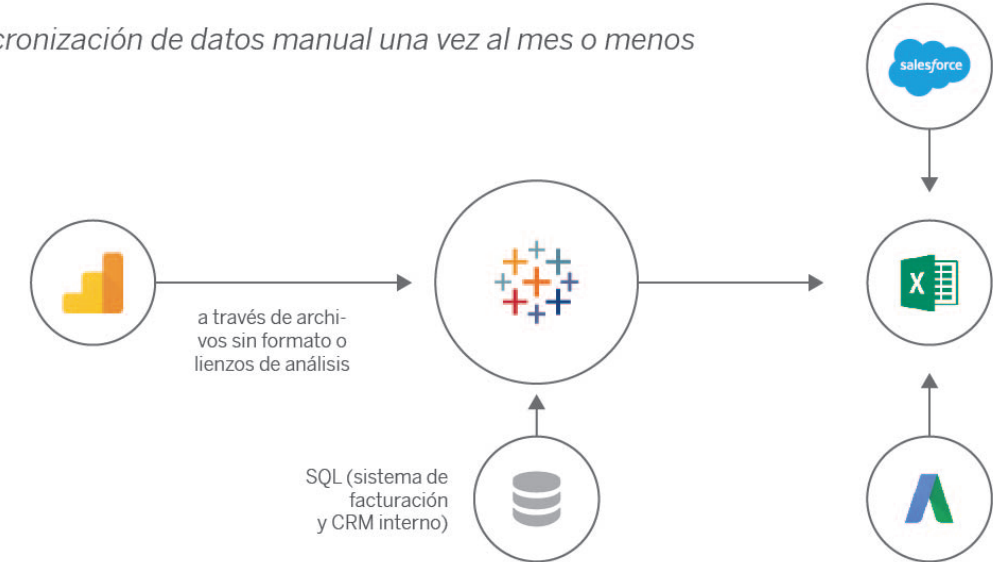 cronización de datos manual una vez al mes o menos
salesforce
a través de archi-
vos sin formato o
lienzos de análisis
X
SQL (sistema de
facturación
y CRM interno)